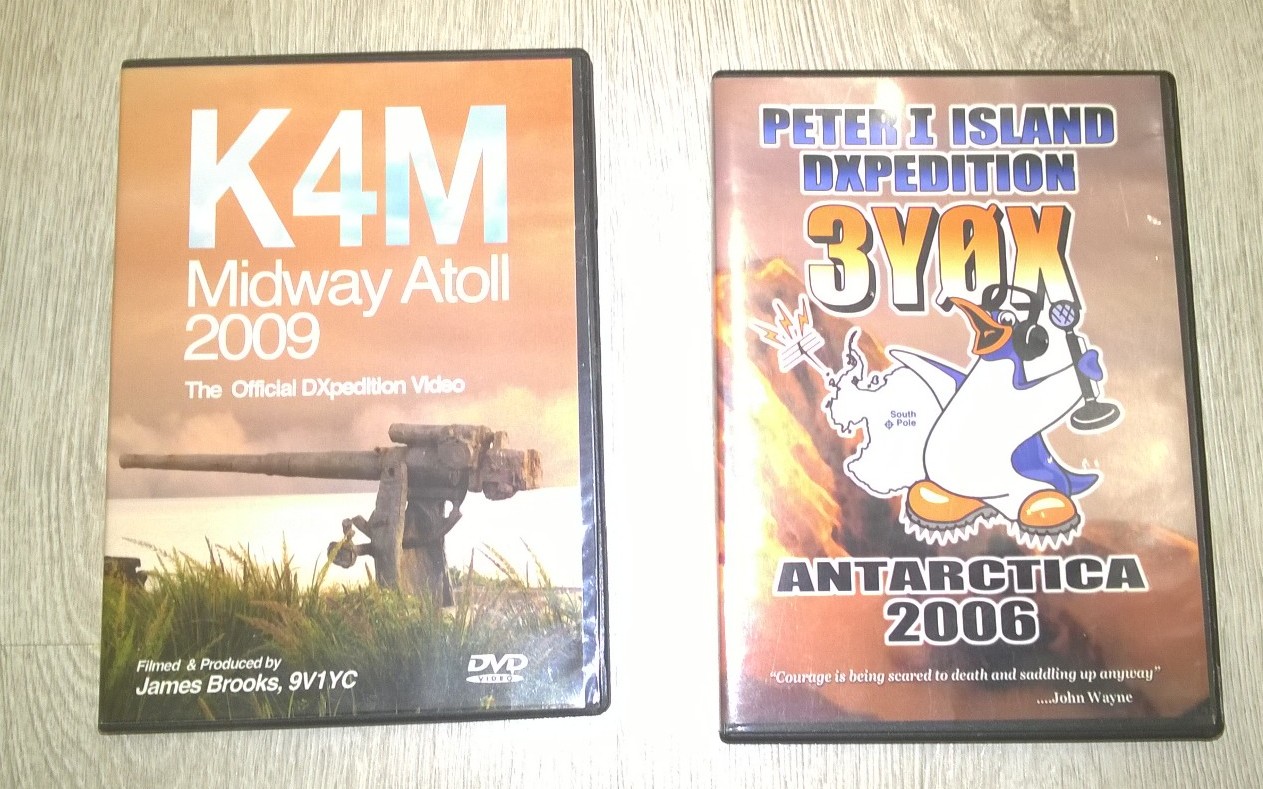 K4M
Midway Atoll
2009
The Official DXpedition Video
Filmed & Produced by
James Brooks, 9V1YC
DVD
VIDEO
PETER I ISLAND
DXPEDITION
3YØX
South
Pole
ANTARCTICA
2006
"Courage is being scared to death and saddling up anyway"
....John Wayne